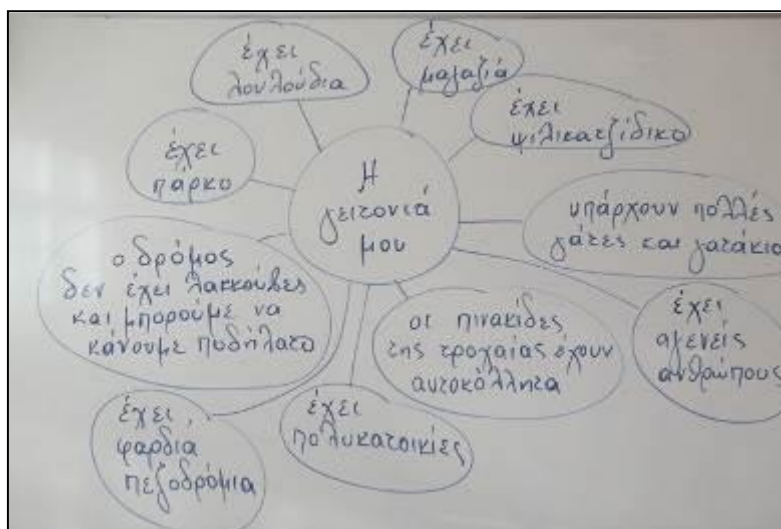 έχει
λουλούδια
έχει
μαγαζιά
έχει
ψιλικατζίδικο
έχει
πάρκο
Η
γειτονιά
μου
υπάρχουν πολλές
γάτες και γατάκια
ο δρόμος
δεν έχει λακκούβες
και μπορούμε να
κάνουμε ποδήλατο
οι πινακίδες
της τροχαίας έχουν
αυτοκόλλητα
έχει
αγενείς
ανθρώπους
έχει
φαρδιά
πεζοδρόμια
έχει
πολυκατοικίες